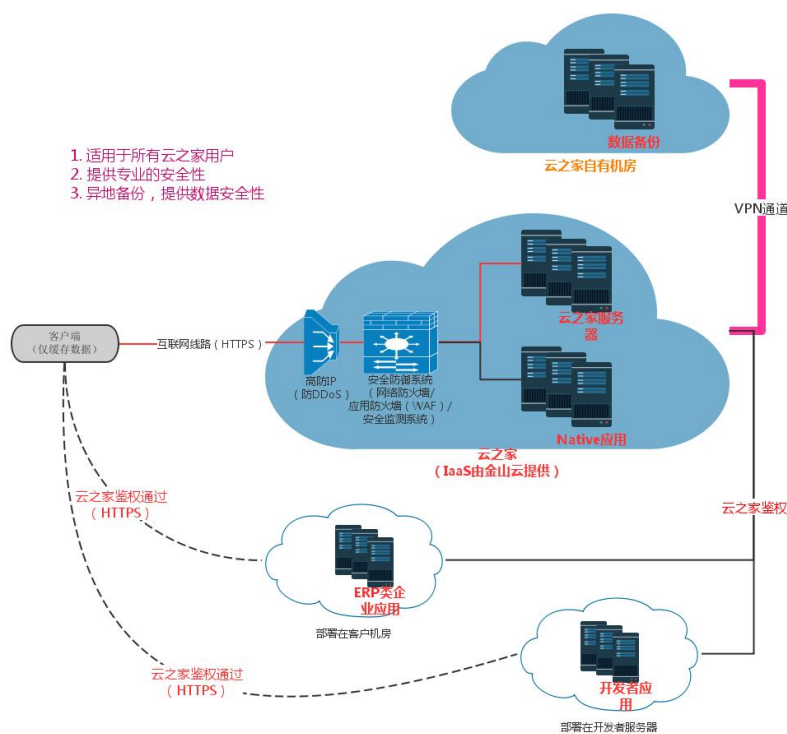 数据备份
云之家自有机房
1. 适用于所有云之家用户
2. 提供专业的安全性
3. 异地备份，提供数据安全性
VPN通道
云之家服务
器
客户端
（仅缓存数据）
互联网线路（HTTPS）
高防IP
（防DDoS）
安全防御系统
（网络防火墙/
应用防火墙（WAF）/
安全监测系统）
Native应用
云之家
（IaaS由金山云提供）
云之家鉴权通过
（HTTPS）
云之家鉴权
ERP类企
业应用
部署在客户机房
云之家鉴权通过
（HTTPS）
开发者应
用
部署在开发者服务器